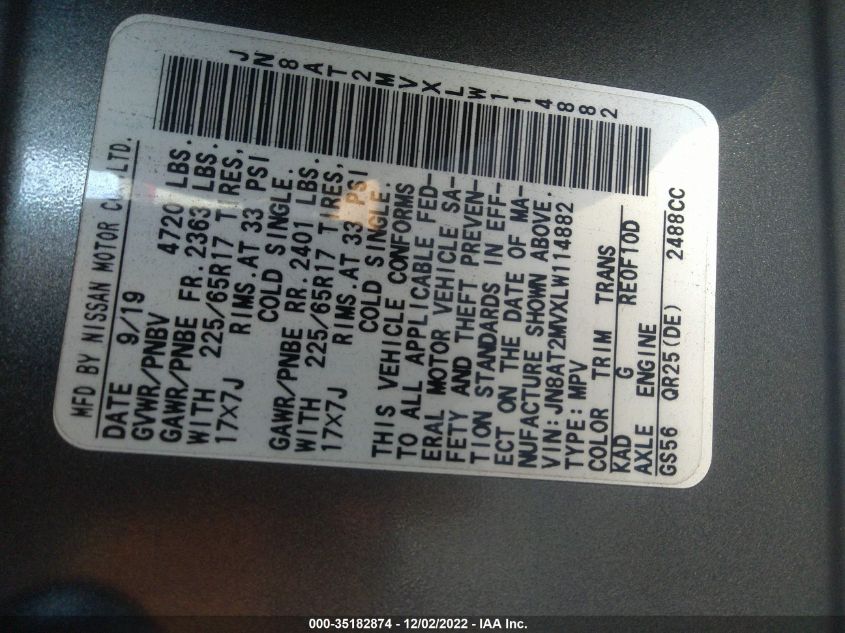 JN8AT2MVXLW114882
MFD BY NISSAN MOTOR CO., LTD.
DATE 9/19
GVWR/PNBV 4720 LBS.
GAWR/PNBE FR. 2363 LBS.
WITH 225/65R17 TIRES,
17X7J RIMS. AT 33 PSI
COLD SINGLE.
GAWR/PNBE RR. 2401 LBS.
WITH 225/65R17 TIRES,
17X7J RIMS. AT 33 PSI
COLD SINGLE.
THIS VEHICLE CONFORMS
TO ALL APPLICABLE FED-
ERAL MOTOR VEHICLE SA-
FETY AND THEFT PREVEN-
TION STANDARDS IN EFF-
ECT ON THE DATE OF MA-
NUFACTURE SHOWN ABOVE.
VIN: JN8AT2MVXLW114882
TYPE: MPV
COLOR TRIM TRANS
KAD G RE0F10D
AXLE ENGINE
GS56 QR25(DE) 2488CC
000-35182874 - 12/02/2022 - IAA Inc.